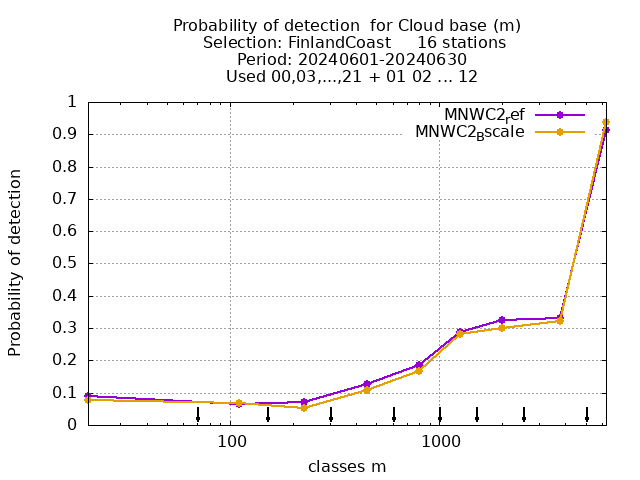 Probability of detection  for Cloud base (m)
Selection: FinlandCoast     16 stations
Period: 20240601-20240630
Used 00,03,...,21 + 01 02 ... 12
MNWC2ref
MNWC2Bscale
Probability of detection
1
0.9
0.8
0.7
0.6
0.5
0.4
0.3
0.2
0.1
0
100 1000
classes m